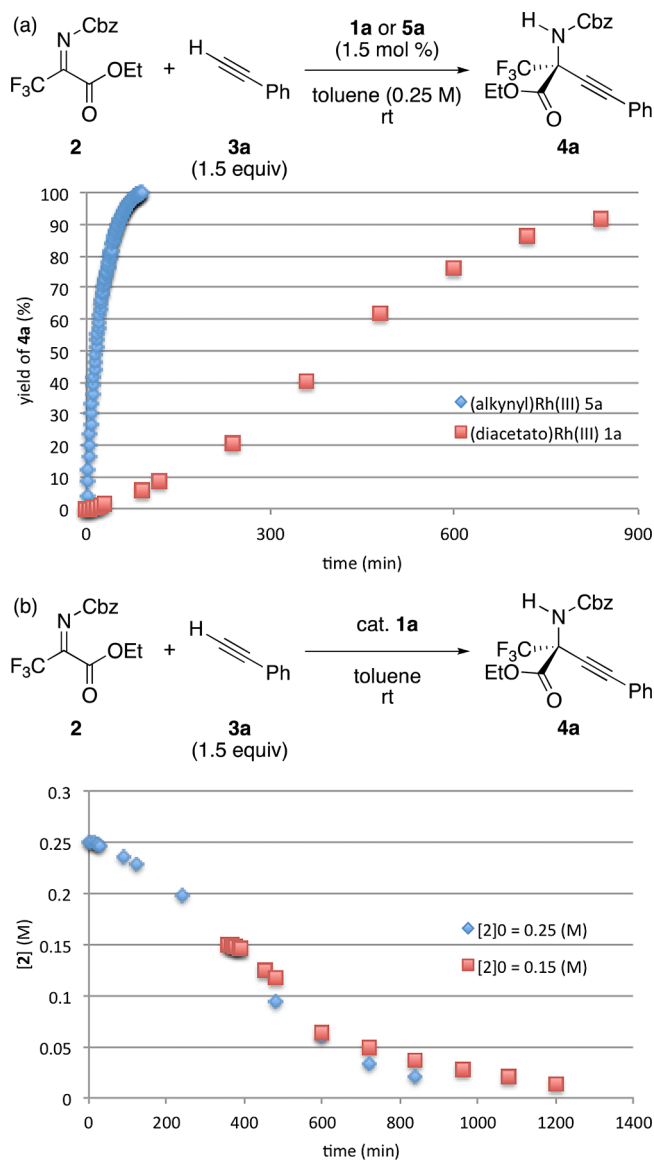 (a)
N Cbz
F3C OEt
O
2
+
H
Ph
3a
(1.5 equiv)
1a or 5a
(1.5 mol %)
toluene (0.25 M)
rt
H N Cbz
F3C
EtO
O
Ph
4a
yield of 4a (%)
100
90
80
70
60
50
40
30
20
10
0
(alkynyl)Rh(III) 5a
(diacetato)Rh(III) 1a
0 300 600 900
time (min)
(b)
N Cbz
F3C OEt
O
2
+
H
Ph
3a
(1.5 equiv)
cat. 1a
toluene
rt
H N Cbz
F3C
EtO
O
Ph
4a
[2] (M)
0.3
0.25
0.2
0.15
0.1
0.05
0
[2]0 = 0.25 (M)
[2]0 = 0.15 (M)
0 200 400 600 800 1000 1200 1400
time (min)